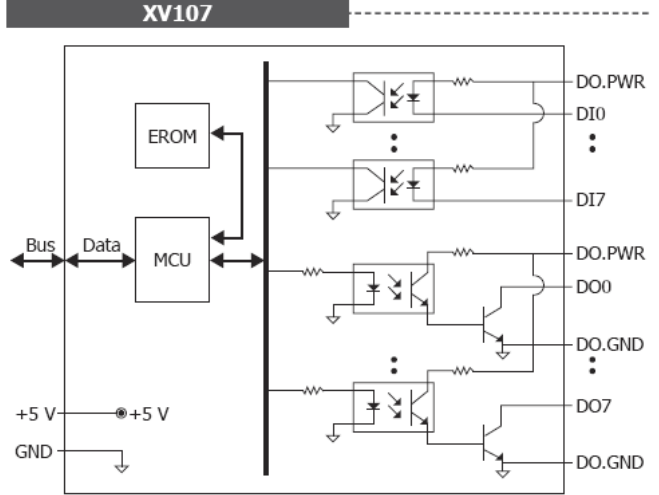 XV107
DO.PWR
DI0
EROM
DI7
Bus
Data
MCU
DO.PWR
DO0
DO.GND
+5 V
+5 V
DO7
GND
DO.GND